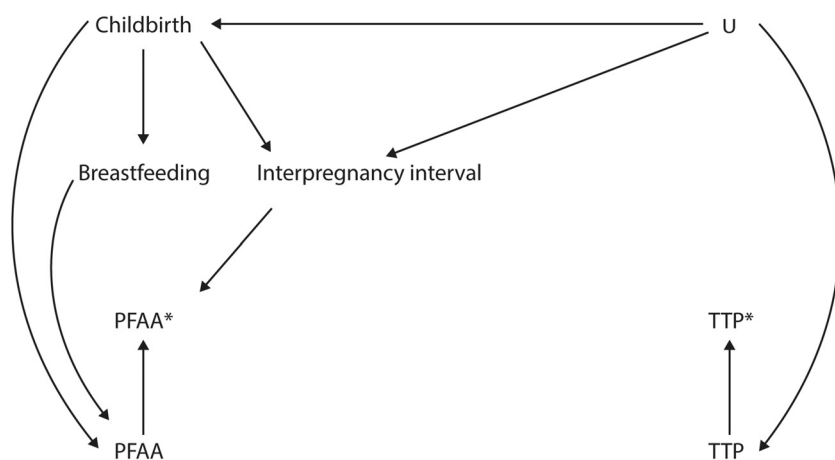 Childbirth
U
Breastfeeding
Interpregnancy interval
PFAA*
TTP*
PFAA
TTP